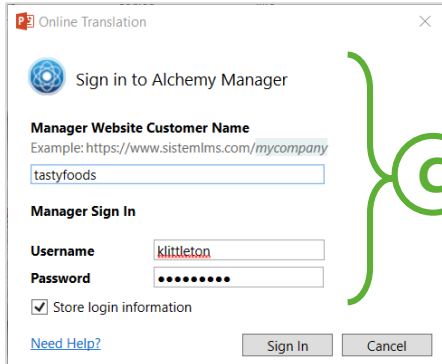 Online Translation
Sign in to Alchemy Manager
Manager Website Customer Name
Example: https://www.sistemlms.com/mycompany
tastyfoods
Manager Sign In
Username klittleton
Password •••••••••
Store login information
Need Help? Sign In Cancel
C